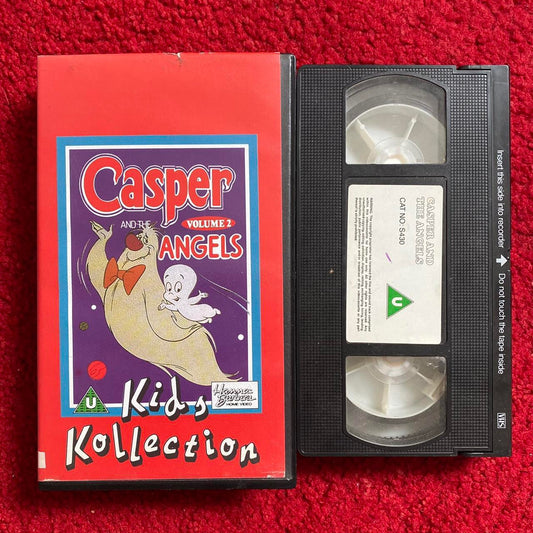 Casper
AND THE
VOLUME 2
ANGELS
U
Hanna
Barbera
HOME VIDEO
Kids
Kollection
CASPER AND
THE ANGELS
CAT NO: S430
U
Insert this side into recorder
Do not touch the tape inside
VHS